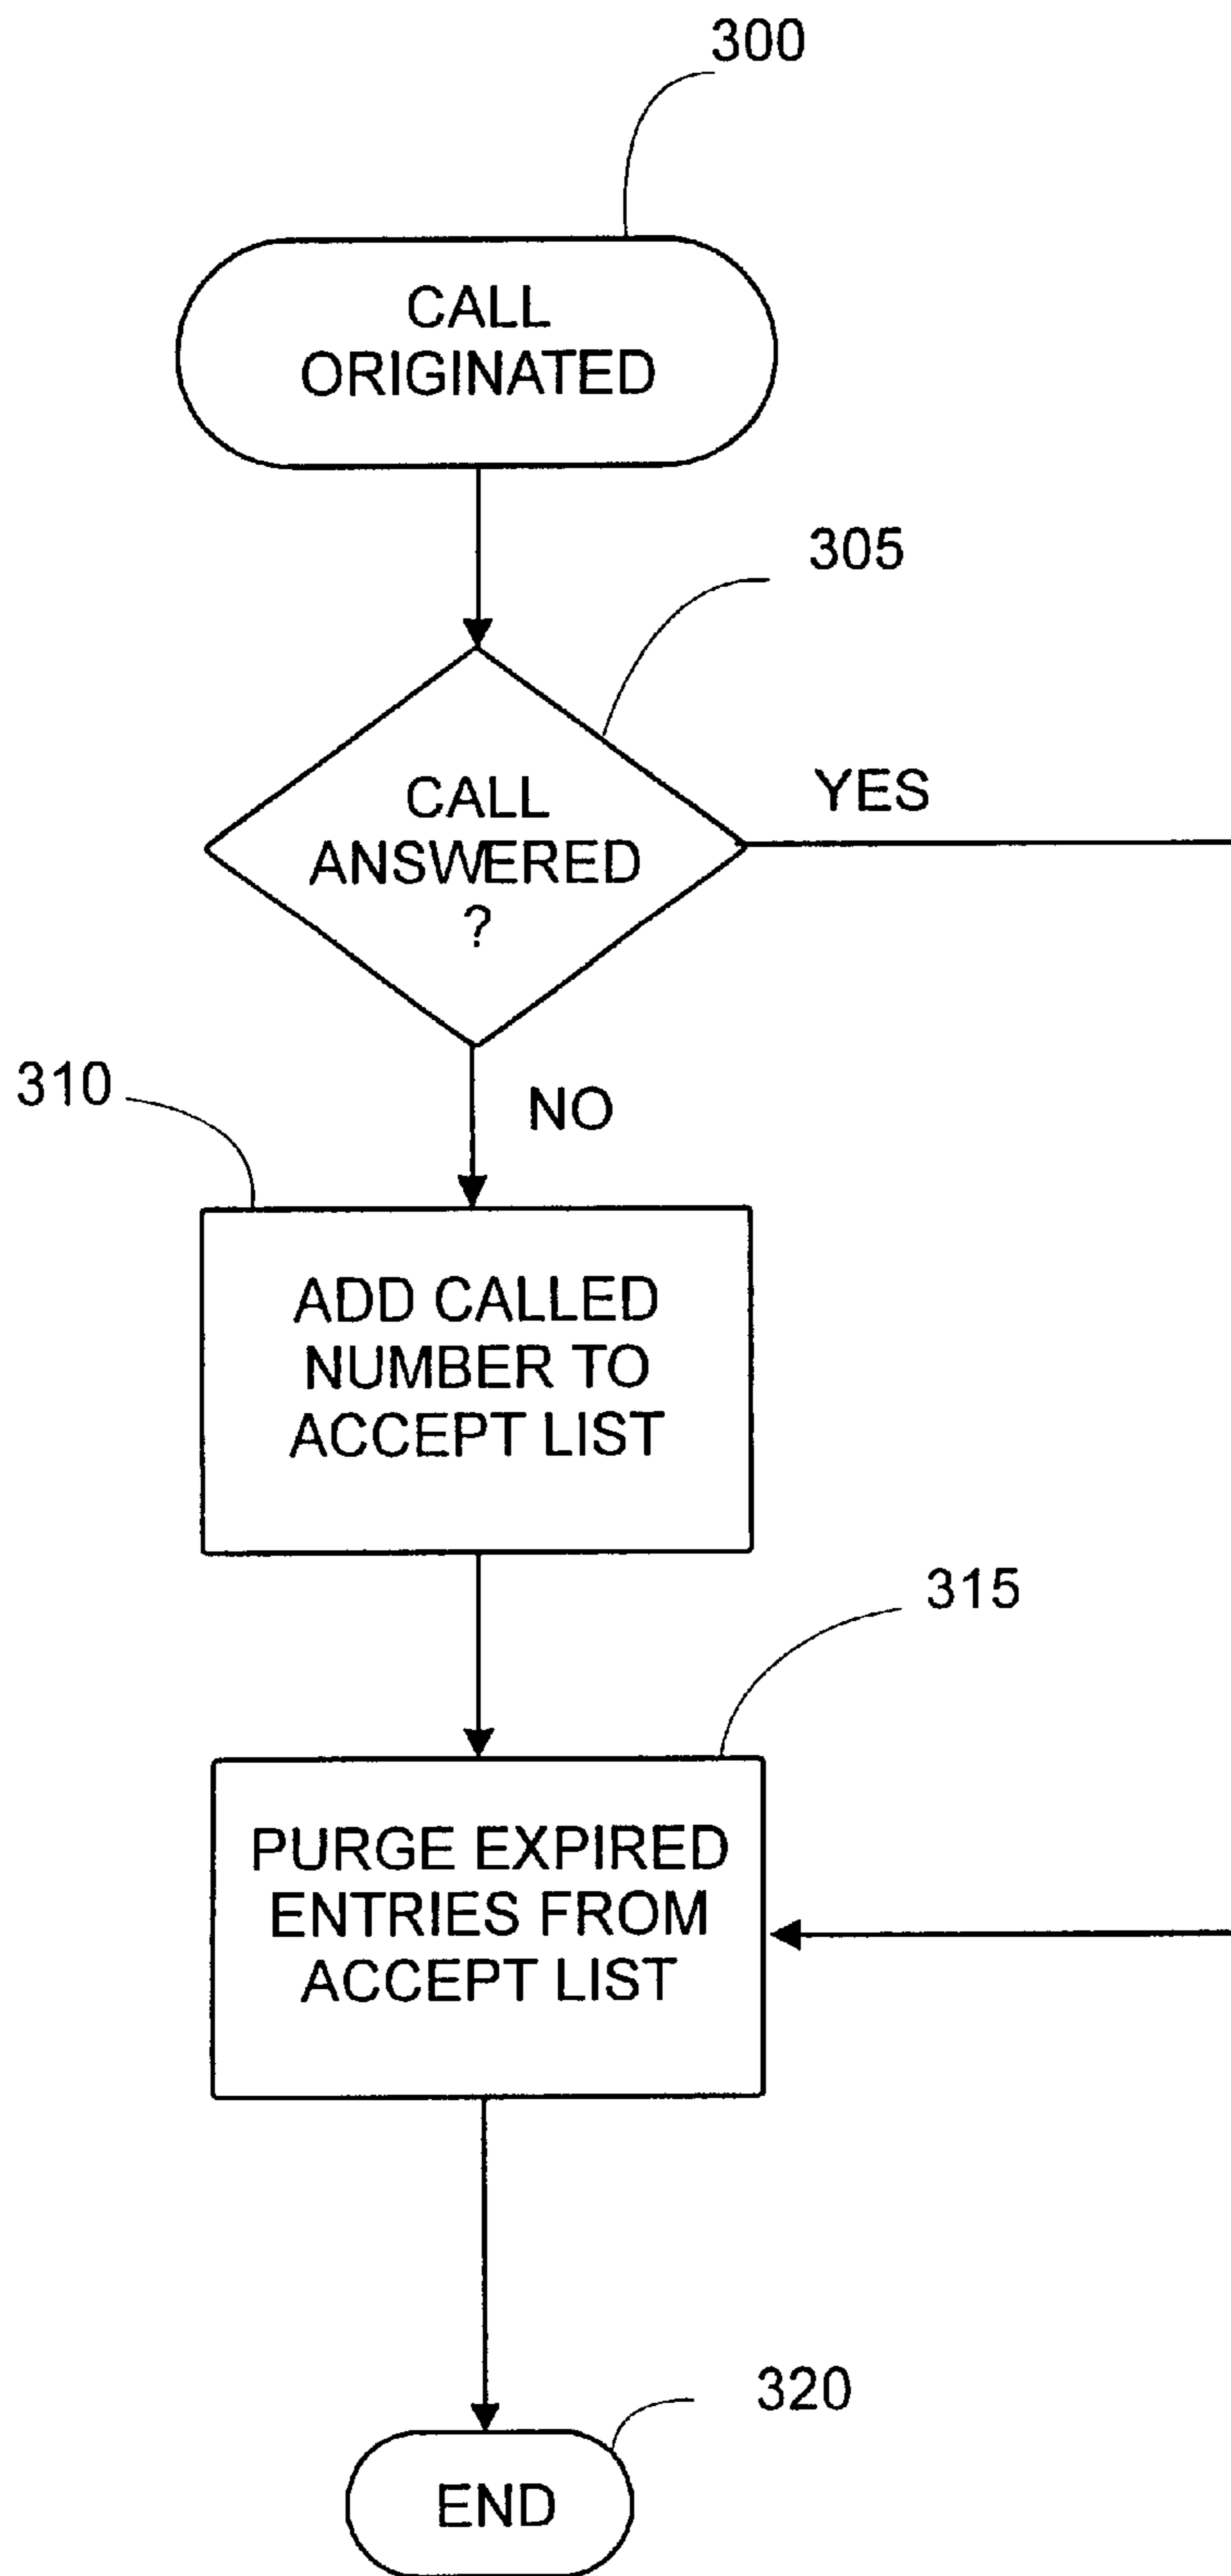 300
CALL
ORIGINATED
305
CALL
ANSWERED
?
YES
NO
310
ADD CALLED
NUMBER TO
ACCEPT LIST
315
PURGE EXPIRED
ENTRIES FROM
ACCEPT LIST
320
END